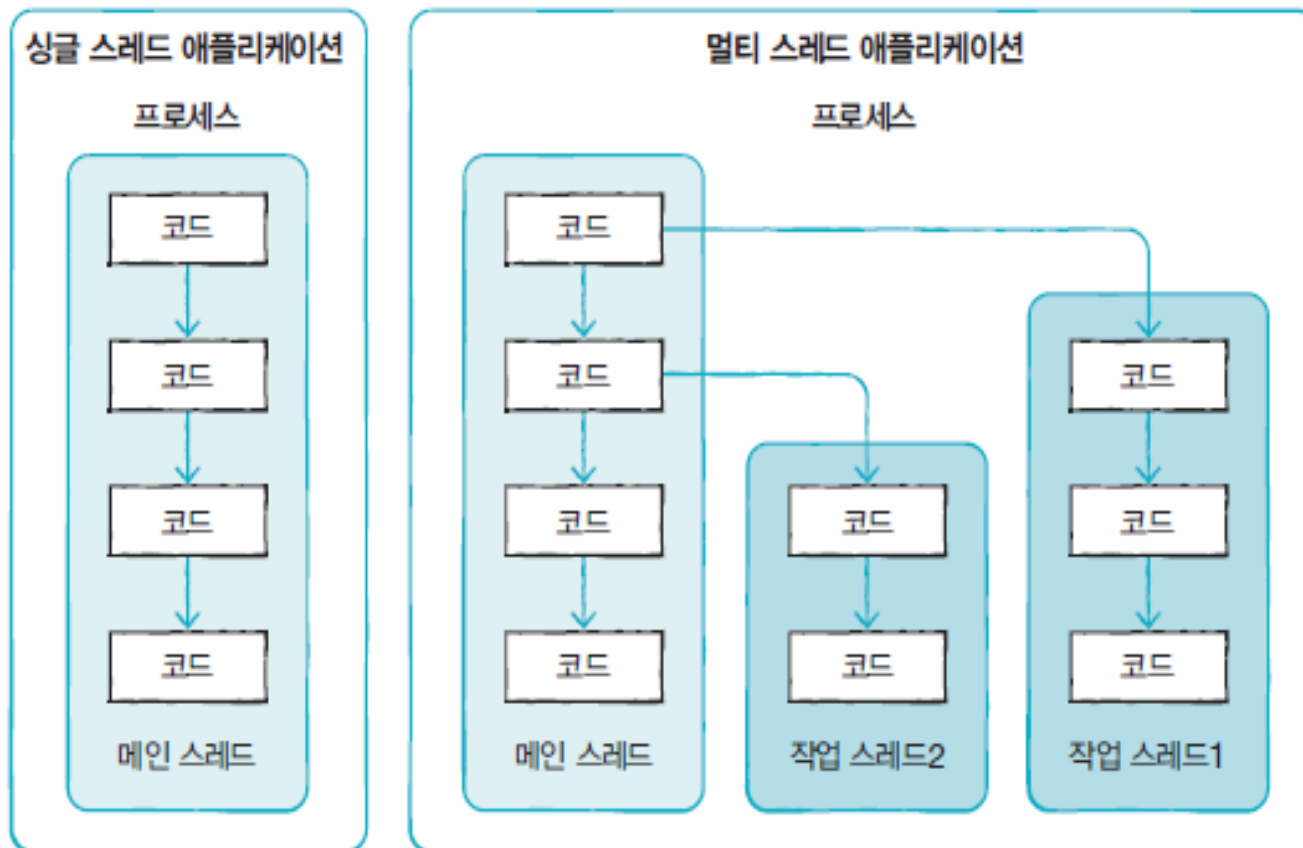 싱글 스레드 애플리케이션
프로세스
코드
코드
코드
코드
메인 스레드
멀티 스레드 애플리케이션
프로세스
코드
코드
코드
코드
메인 스레드
코드
코드
작업 스레드2
코드
코드
코드
작업 스레드1